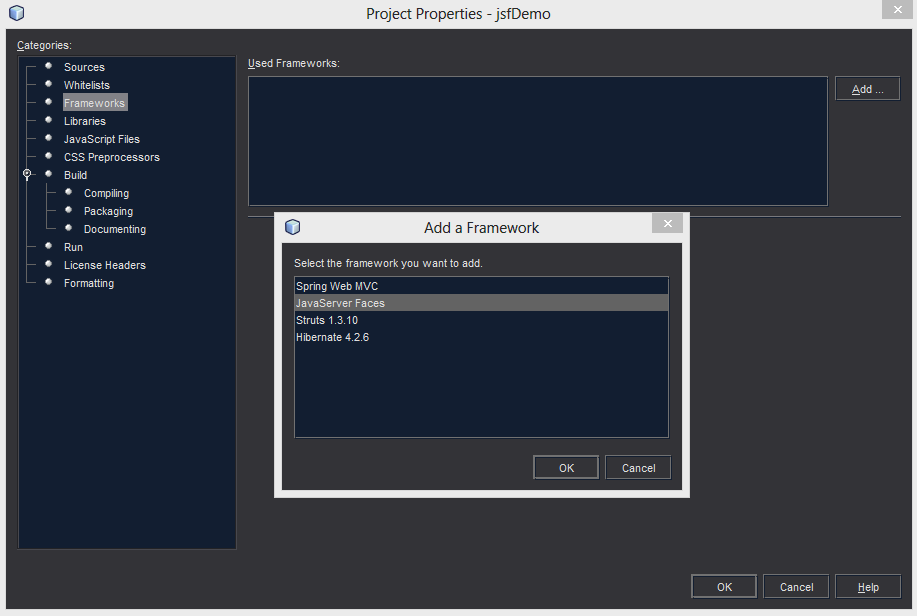 Project Properties - jsfDemo
Categories:
Sources
Whitelists
Frameworks
Libraries
JavaScript Files
CSS Preprocessors
Build
Compiling
Packaging
Documenting
Run
License Headers
Formatting
Used Frameworks:
Add ...
Add a Framework
Select the framework you want to add.
Spring Web MVC
JavaServer Faces
Struts 1.3.10
Hibernate 4.2.6
OK Cancel
OK Cancel Help